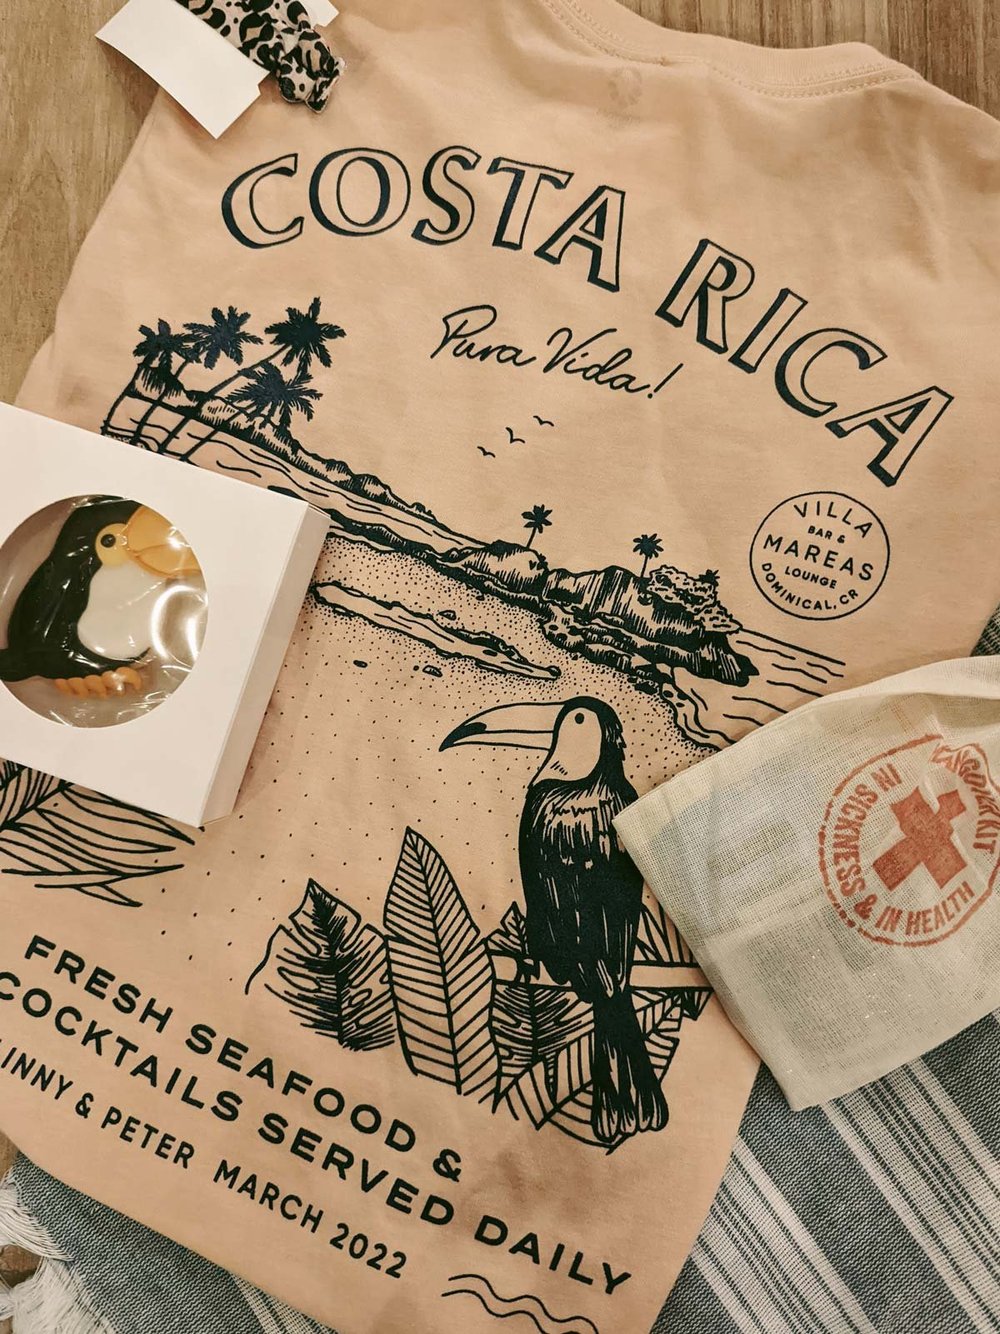 COSTA RICA
Pura Vida!
VILLA
BAR &
MAREAS
LOUNGE
DOMINICAL, CR
IN SICKNESS & IN HEALTH
KIT
FRESH SEAFOOD &
COCKTAILS SERVED DAILY
& PETER MARCH 2022